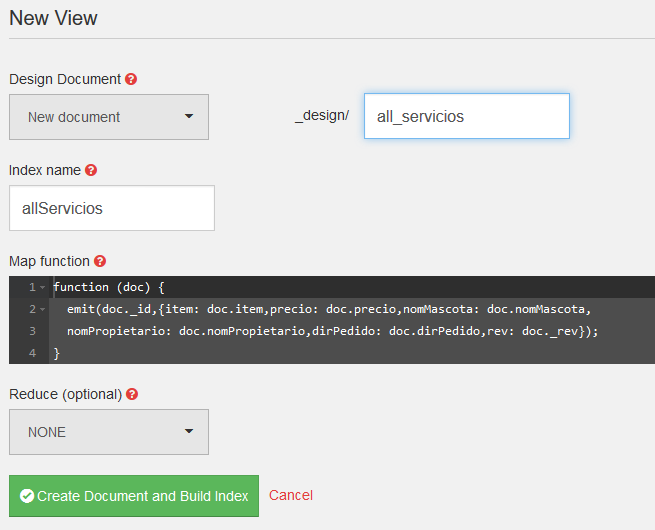 New View
Design Document
New document
_design/ all_servicios
Index name
allServicios
Map function
1 function (doc) {
2 emit(doc._id,{item: doc.item,precio: doc.precio,nomMascota: doc.nomMascota,
3 nomPropietario: doc.nomPropietario,dirPedido: doc.dirPedido,rev: doc._rev});
4 }
Reduce (optional)
NONE
Create Document and Build Index Cancel